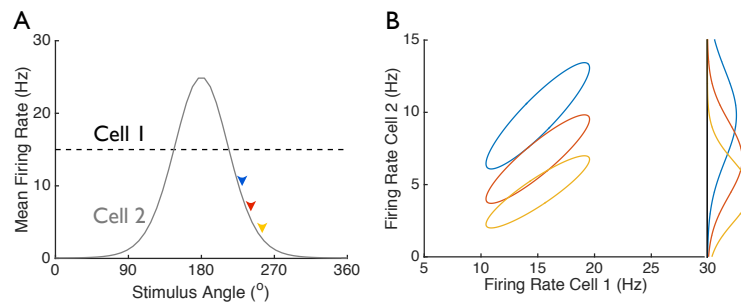 A
Mean Firing Rate (Hz)
30
20
10
0
Cell 1
Cell 2
0 90 180 270 360
Stimulus Angle (°)
B
Firing Rate Cell 2 (Hz)
15
10
5
0
5 10 15 20 25 30
Firing Rate Cell 1 (Hz)